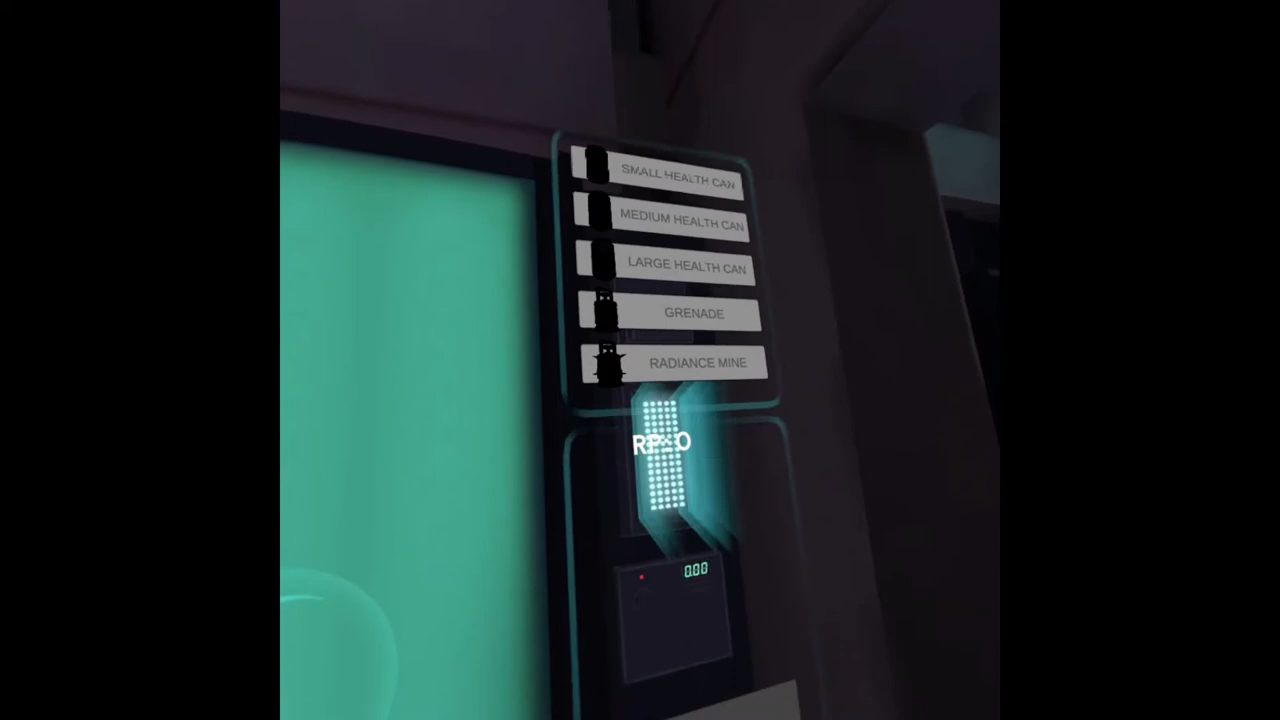 SMALL HEALTH CAN
MEDIUM HEALTH CAN
LARGE HEALTH CAN
GRENADE
RADIANCE MINE
0.00